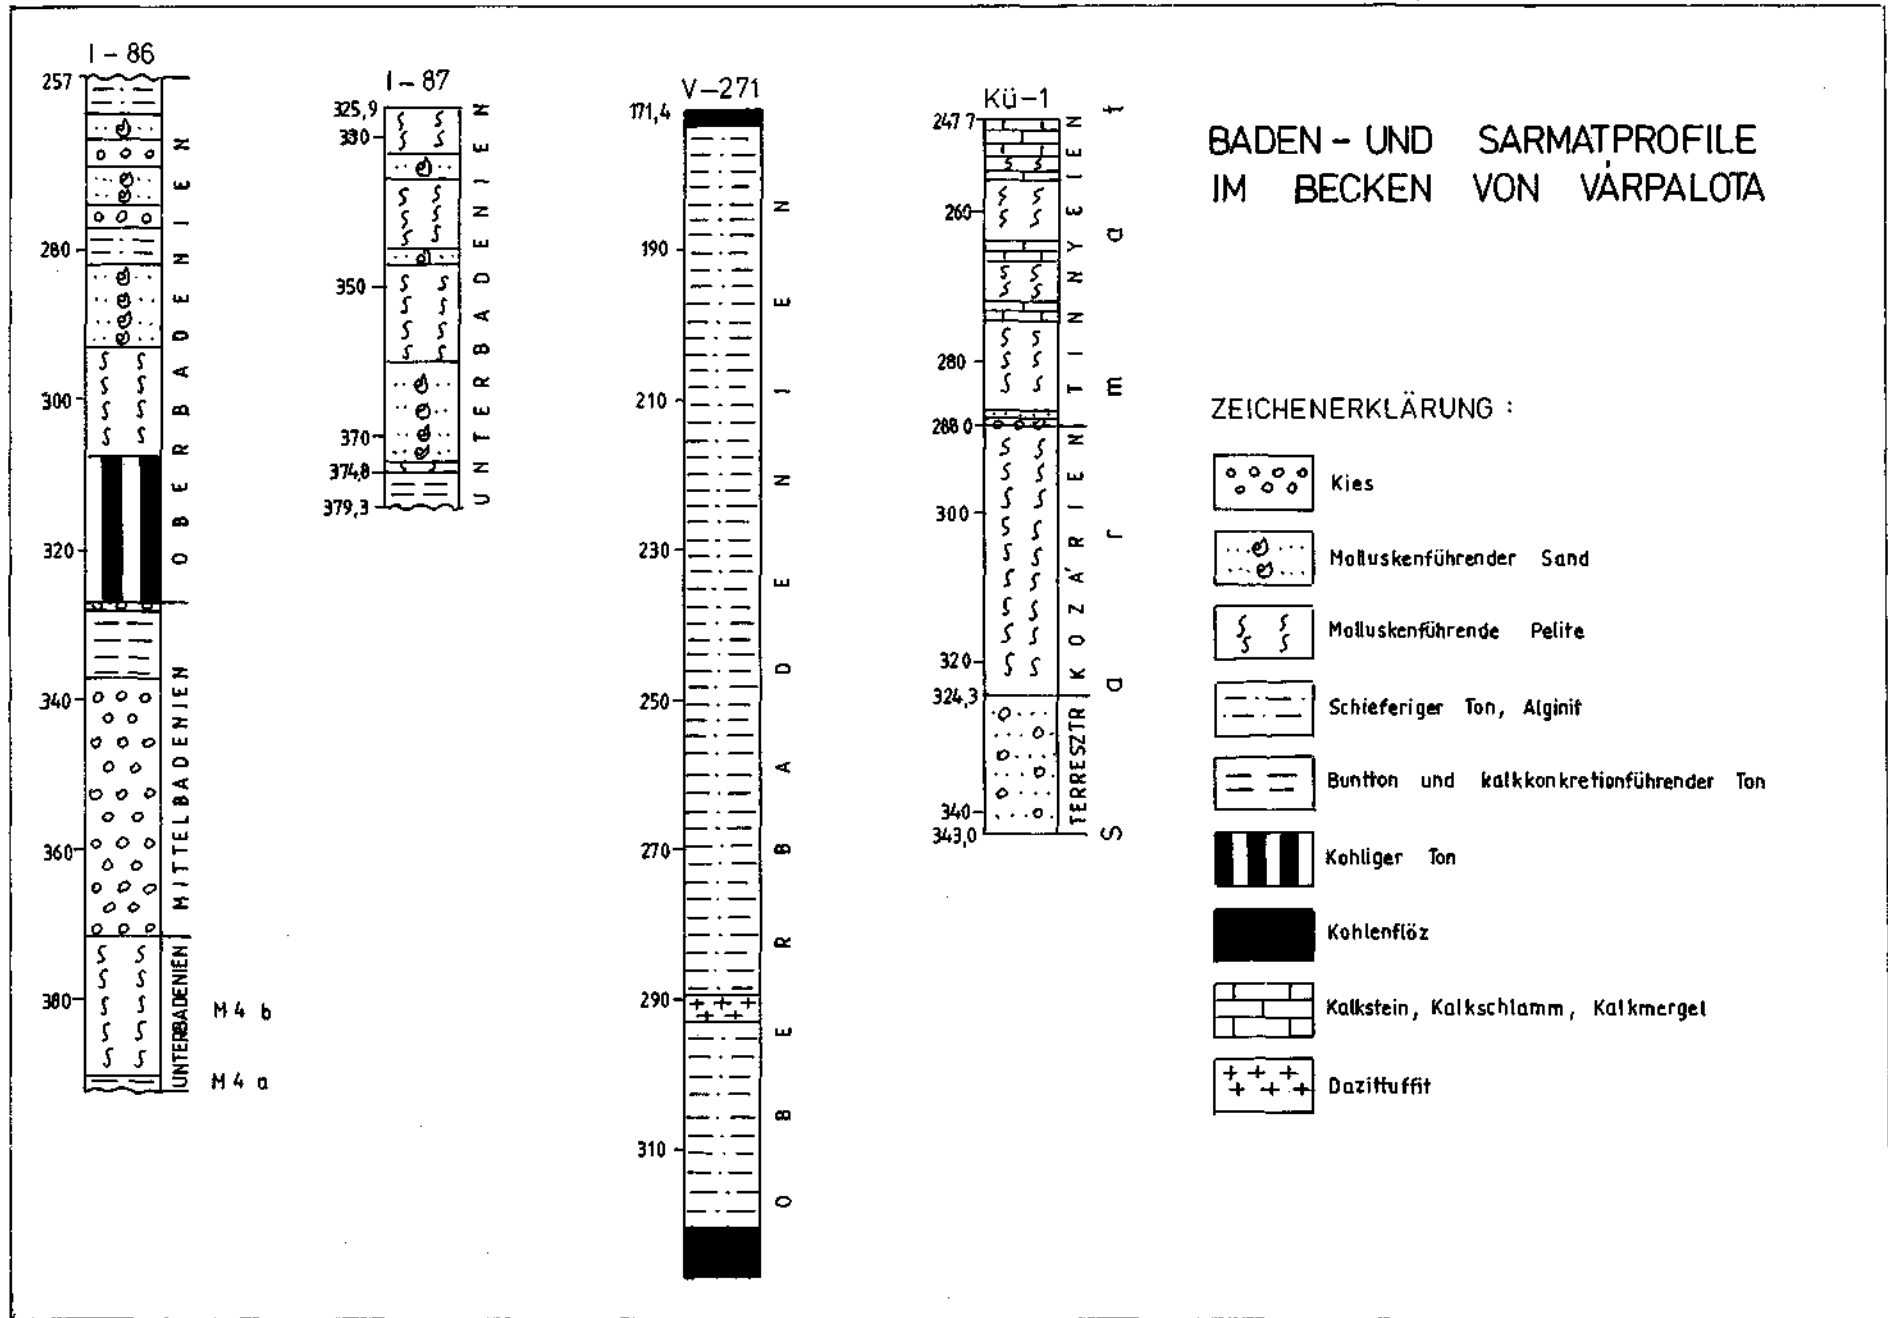 BADEN - UND SARMATPROFILE
IM BECKEN VON VÁRPALOTA
I - 86
257
280
300
320
340
360
380
OBERBADENIEN
MITTELBADENIEN
UNTERBADENIEN
M 4 b
M 4 a
I - 87
325,9
330
350
370
374,8
379,3
UNTERBADENIEN
V-271
171,4
190
210
230
250
270
290
310
OBERBADENIEN
Kü-1
247 7
260
280
288 0
300
320
324,3
340
343,0
TINNYEIEN
KOZÁRIEN
TERRESZTR
Sarmat
ZEICHENERKLÄRUNG :
Kies
Molluskenführender Sand
Molluskenführende Pelite
Schieferiger Ton, Alginit
Buntton und kalkkonkretionführender Ton
Kohliger Ton
Kohlenflöz
Kalkstein, Kalkschlamm, Kalkmergel
Dazittuffit